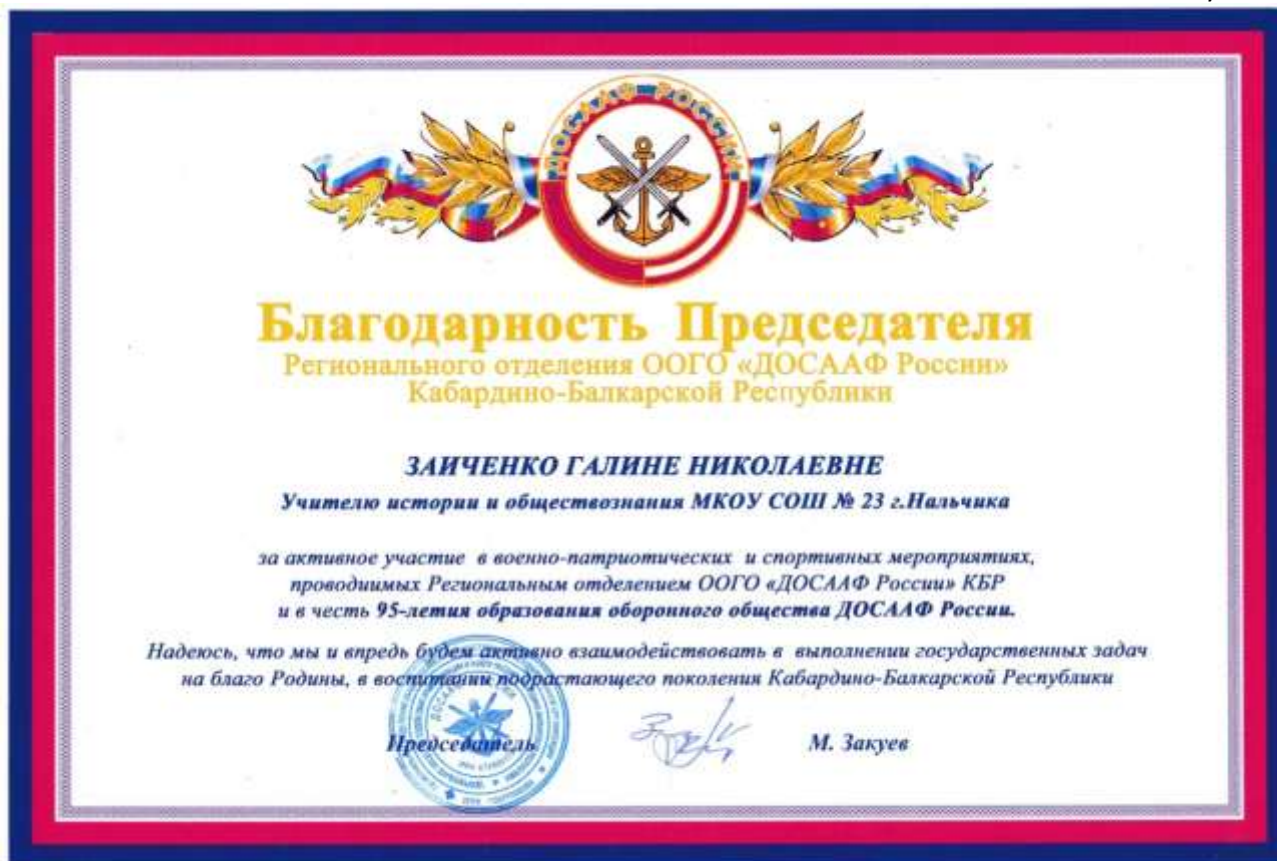 ДОСААФ РОССИИ
Благодарность Председателя
Регионального отделения ООГО «ДОСААФ России»
Кабардино-Балкарской Республики
ЗАИЧЕНКО ГАЛИНЕ НИКОЛАЕВНЕ
Учителю истории и обществознания МКОУ СОШ № 23 г.Нальчика
за активное участие в военно-патриотических и спортивных мероприятиях,
проводиимых Региональным отделением ООГО «ДОСААФ России» КБР
и в честь 95-летия образования оборонного общества ДОСААФ России.
Надеюсь, что мы и впредь будем активно взаимодействовать в выполнении государственных задач
на благо Родины, в воспитании подрастающего поколения Кабардино-Балкарской Республики
Председатель М. Закуев